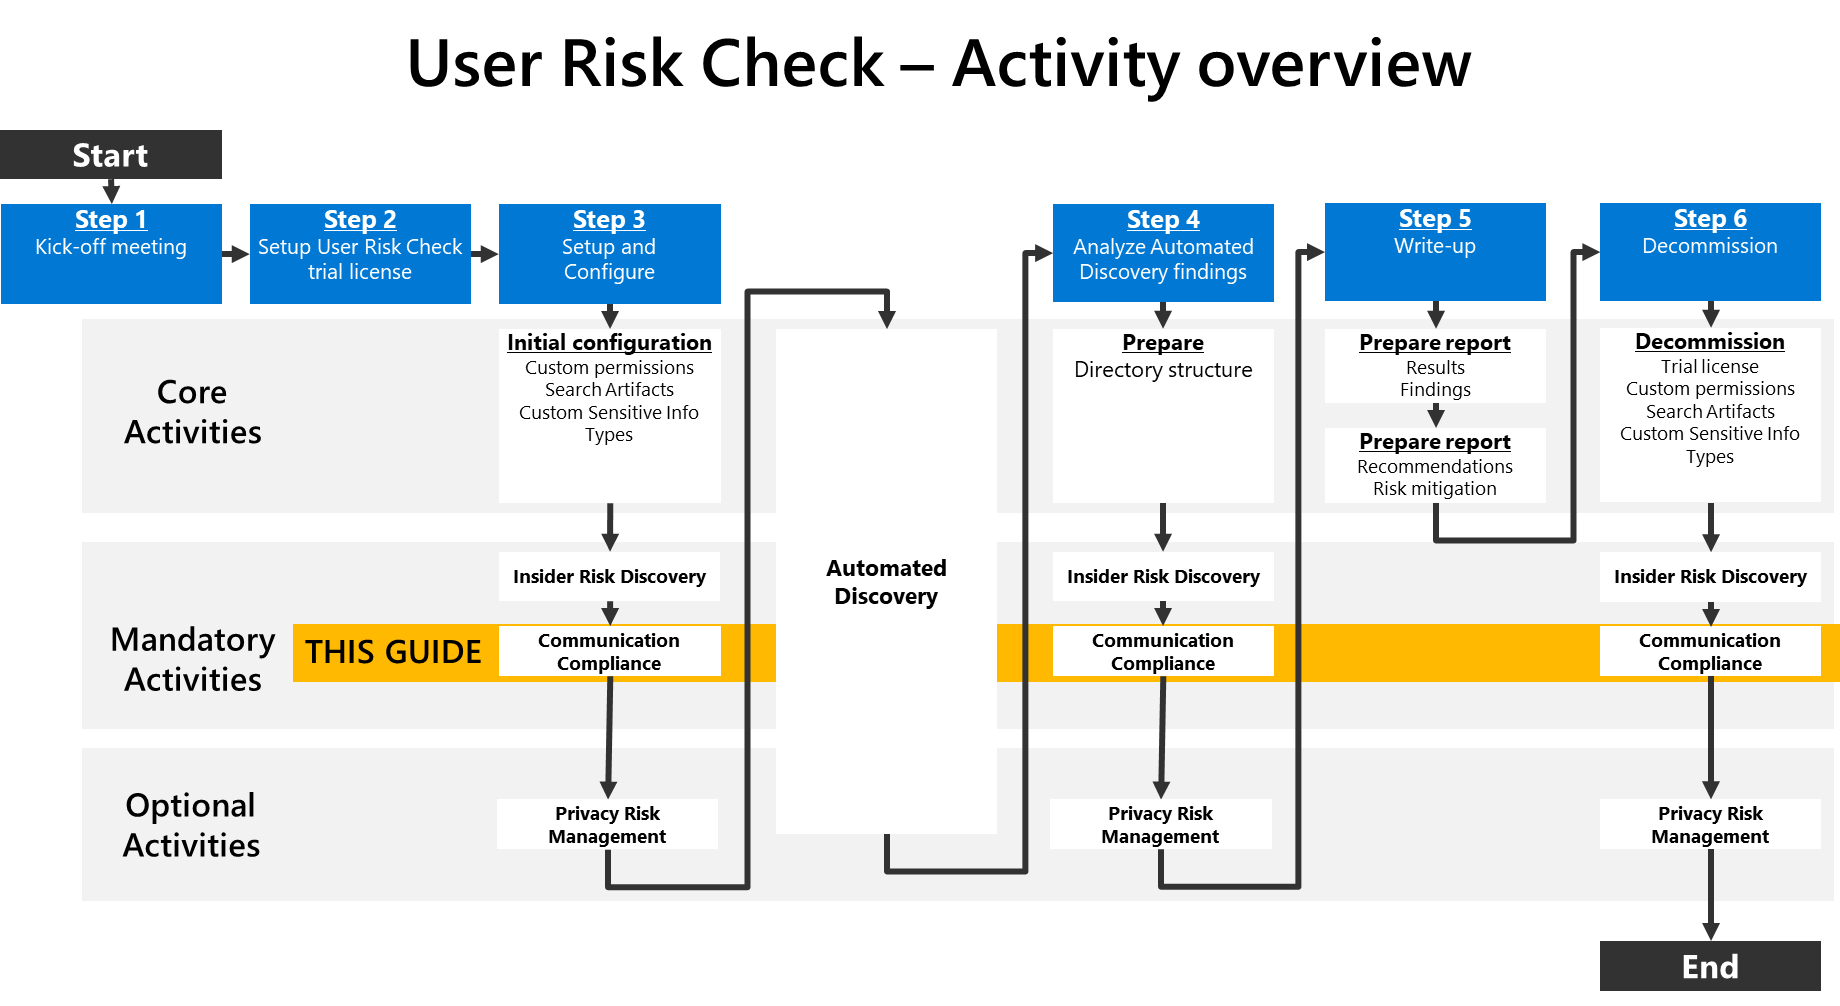 User Risk Check – Activity overview
Start
Step 1
Kick-off meeting
Step 2
Setup User Risk Check
trial license
Step 3
Setup and
Configure
Step 4
Analyze Automated
Discovery findings
Step 5
Write-up
Step 6
Decommission
Core
Activities
Initial configuration
Custom permissions
Search Artifacts
Custom Sensitive Info
Types
Prepare
Directory structure
Prepare report
Results
Findings
Prepare report
Recommendations
Risk mitigation
Decommission
Trial license
Custom permissions
Search Artifacts
Custom Sensitive Info
Types
Automated
Discovery
Mandatory
Activities
Insider Risk Discovery
Insider Risk Discovery
Insider Risk Discovery
THIS GUIDE
Communication
Compliance
Communication
Compliance
Communication
Compliance
Optional
Activities
Privacy Risk
Management
Privacy Risk
Management
Privacy Risk
Management
End